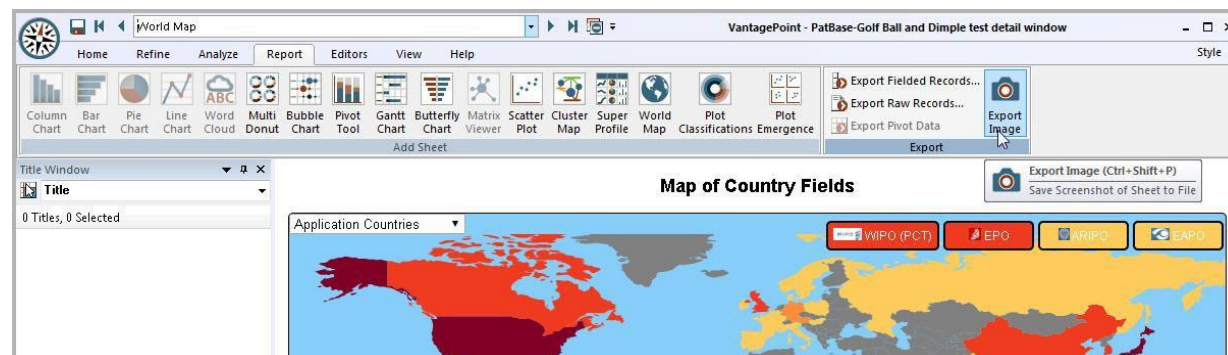 World Map
VantagePoint - PatBase-Golf Ball and Dimple test detail window
Home Refine Analyze Report Editors View Help Style
Column Chart
Bar Chart
Pie Chart
Line Chart
ABC
Word Cloud
Multi Donut
Bubble Chart
Pivot Tool
Gantt Chart
Butterfly Chart
Matrix Viewer
Scatter Plot
Cluster Map
Super Profile
World Map
Plot Classifications
Plot Emergence
Add Sheet
Export Fielded Records...
Export Raw Records...
Export Pivot Data
Export Image
Export
Export Image (Ctrl+Shift+P)
Save Screenshot of Sheet to File
Title Window
Title
0 Titles, 0 Selected
Map of Country Fields
Application Countries
WIPO (PCT)
EPO
ARIPO
EAPO